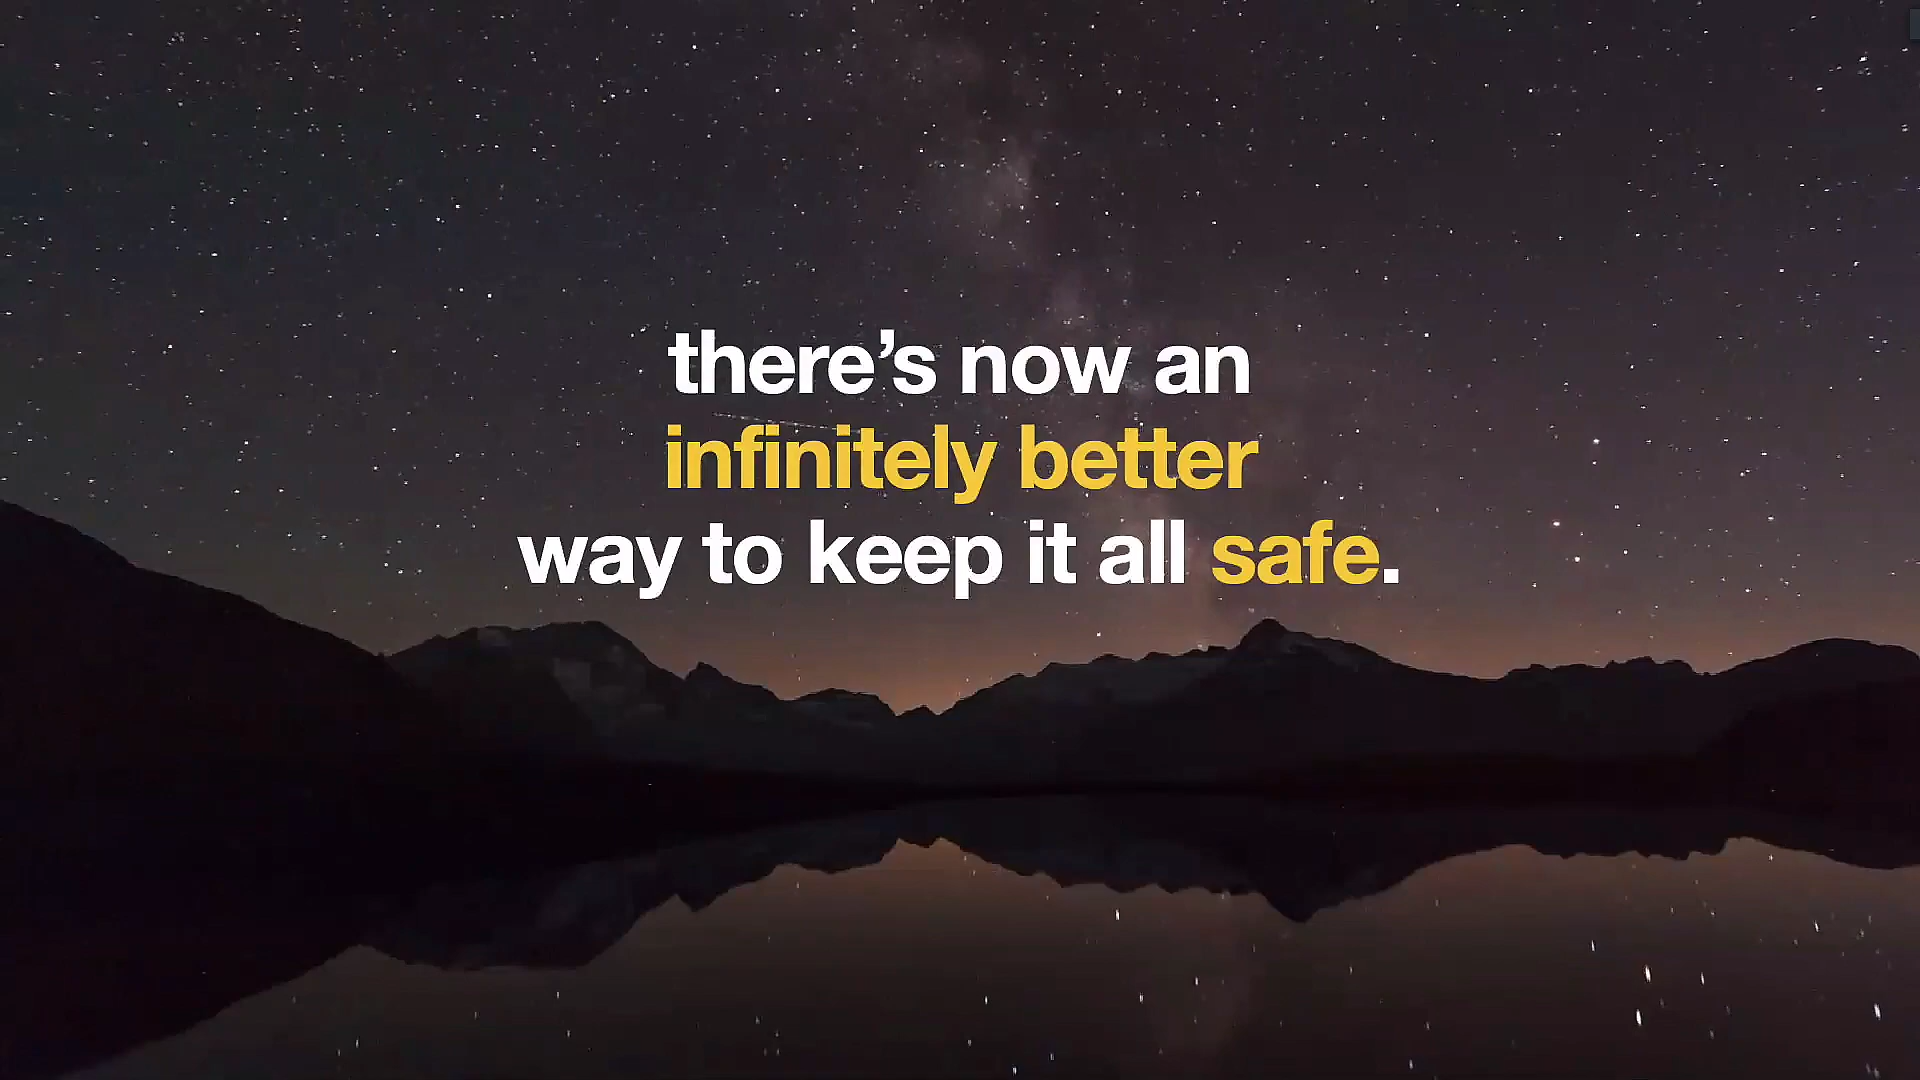 there’s now an
infinitely better
way to keep it all safe.